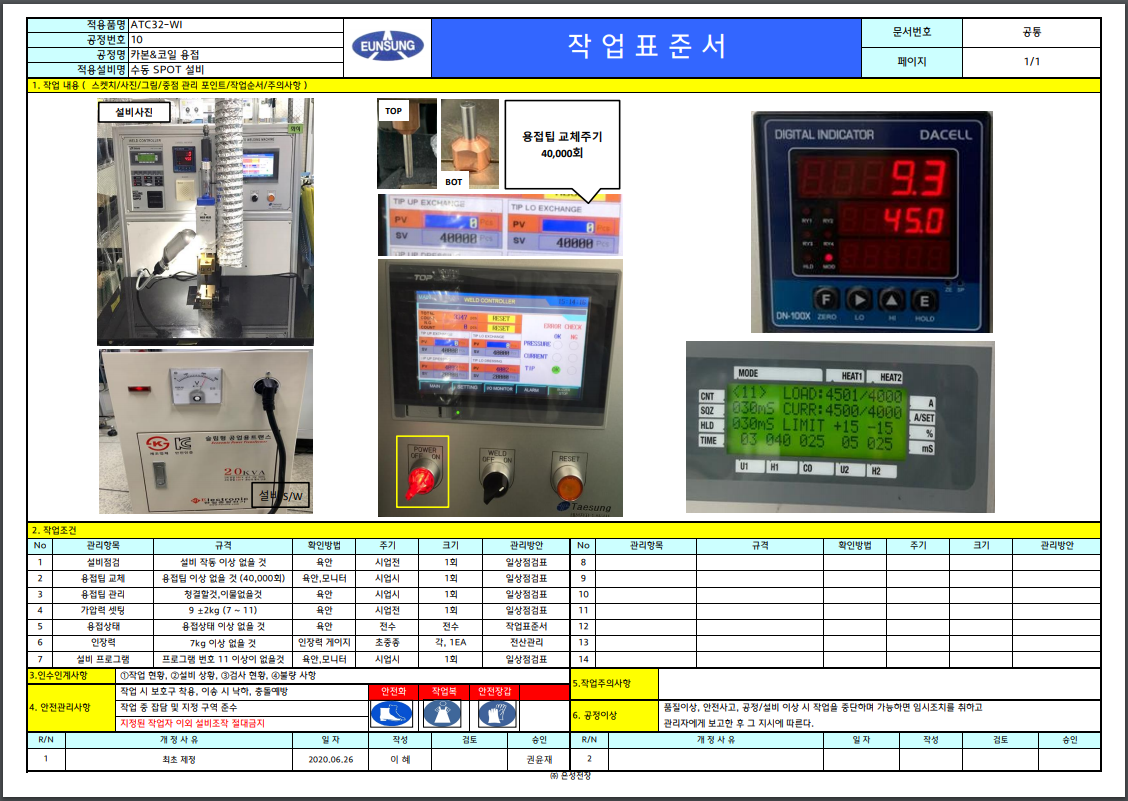 적용품명 ATC32-WI
공정번호 10
공정명 카본&코일 용접
적용설비명 수동 SPOT 설비
EUNSUNG
작 업 표 준 서
문서번호 공통
페이지 1/1
1. 작업 내용 ( 스켓치/사진/그림/중점 관리 포인트/작업순서/주의사항 )
설비사진
WELD CONTROLLER
TOP
BOT
용접팁 교체주기
40,000회
TIP UP EXCHANGE TIP LO EXCHANGE
PV 0 Pcs PV 0 Pcs
SV 40000 Pcs SV 40000 Pcs
TOP
WELD CONTROLLER
RESET
RESET
ERROR CHECK
OK NG
PRESSURE
CURRENT
TIP
MAIN SETTING I/O MONITOR ALARM
POWER
OFF ON
WELD
OFF ON
RESET
Taesung
20KVA
설비 S/W
DIGITAL INDICATOR DACELL
9.3
45.0
RY1 RY2
RY3 RY4
HLD MOD
ZE SP
F E
DN-100X ZERO LO HI HOLD
MODE HEAT1 HEAT2
CNT <11> LOAD:4501/4000 A
SQZ 030mS CURR:4500/4000 A/SET
HLD 030mS LIMIT +15 -15 %
TIME 03 040 025 05 025 mS
U1 H1 CO U2 H2
2. 작업조건
No 관리항목 규격 확인방법 주기 크기 관리방안 No 관리항목 규격 확인방법 주기 크기 관리방안
1 설비점검 설비 작동 이상 없을 것 육안 시업전 1회 일상점검표 8
2 용접팁 교체 용접팁 이상 없을 것 (40,000회) 육안,모니터 시업시 1회 일상점검표 9
3 용접팁 관리 청결할것,이물없을것 육안 시업시 1회 일상점검표 10
4 가압력 셋팅 9 ±2kg (7 ~ 11) 육안 시업전 1회 일상점검표 11
5 용접상태 용접상태 이상 없을 것 육안 전수 전수 작업표준서 12
6 인장력 7kg 이상 없을 것 인장력 게이지 초중종 각, 1EA 전산관리 13
7 설비 프로그램 프로그램 번호 11 이상이 없을것 육안,모니터 시업시 1회 일상점검표 14
3.인수인계사항 ①작업 현황, ②설비 상황, ③검사 현황, ④불량 사항
4. 안전관리사항
작업 시 보호구 착용, 이송 시 낙하, 충돌예방
작업 중 잡담 및 지정 구역 준수
지정된 작업자 이외 설비조작 절대금지
안전화 작업복 안전장갑
5.작업주의사항
6. 공정이상
품질이상, 안전사고, 공정/설비 이상 시 작업을 중단하며 가능하면 임시조치를 취하고
관리자에게 보고한 후 그 지시에 따른다.
R/N 개 정 사 유 일 자 작성 검토 승인 R/N 개 정 사 유 일 자 작성 검토 승인
1 최초 제정 2020.06.26 이 혜 권윤재 2
㈜ 은성전장